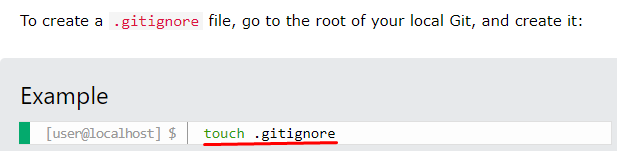 To create a .gitignore file, go to the root of your local Git, and create it:
Example
[user@localhost] $ touch .gitignore